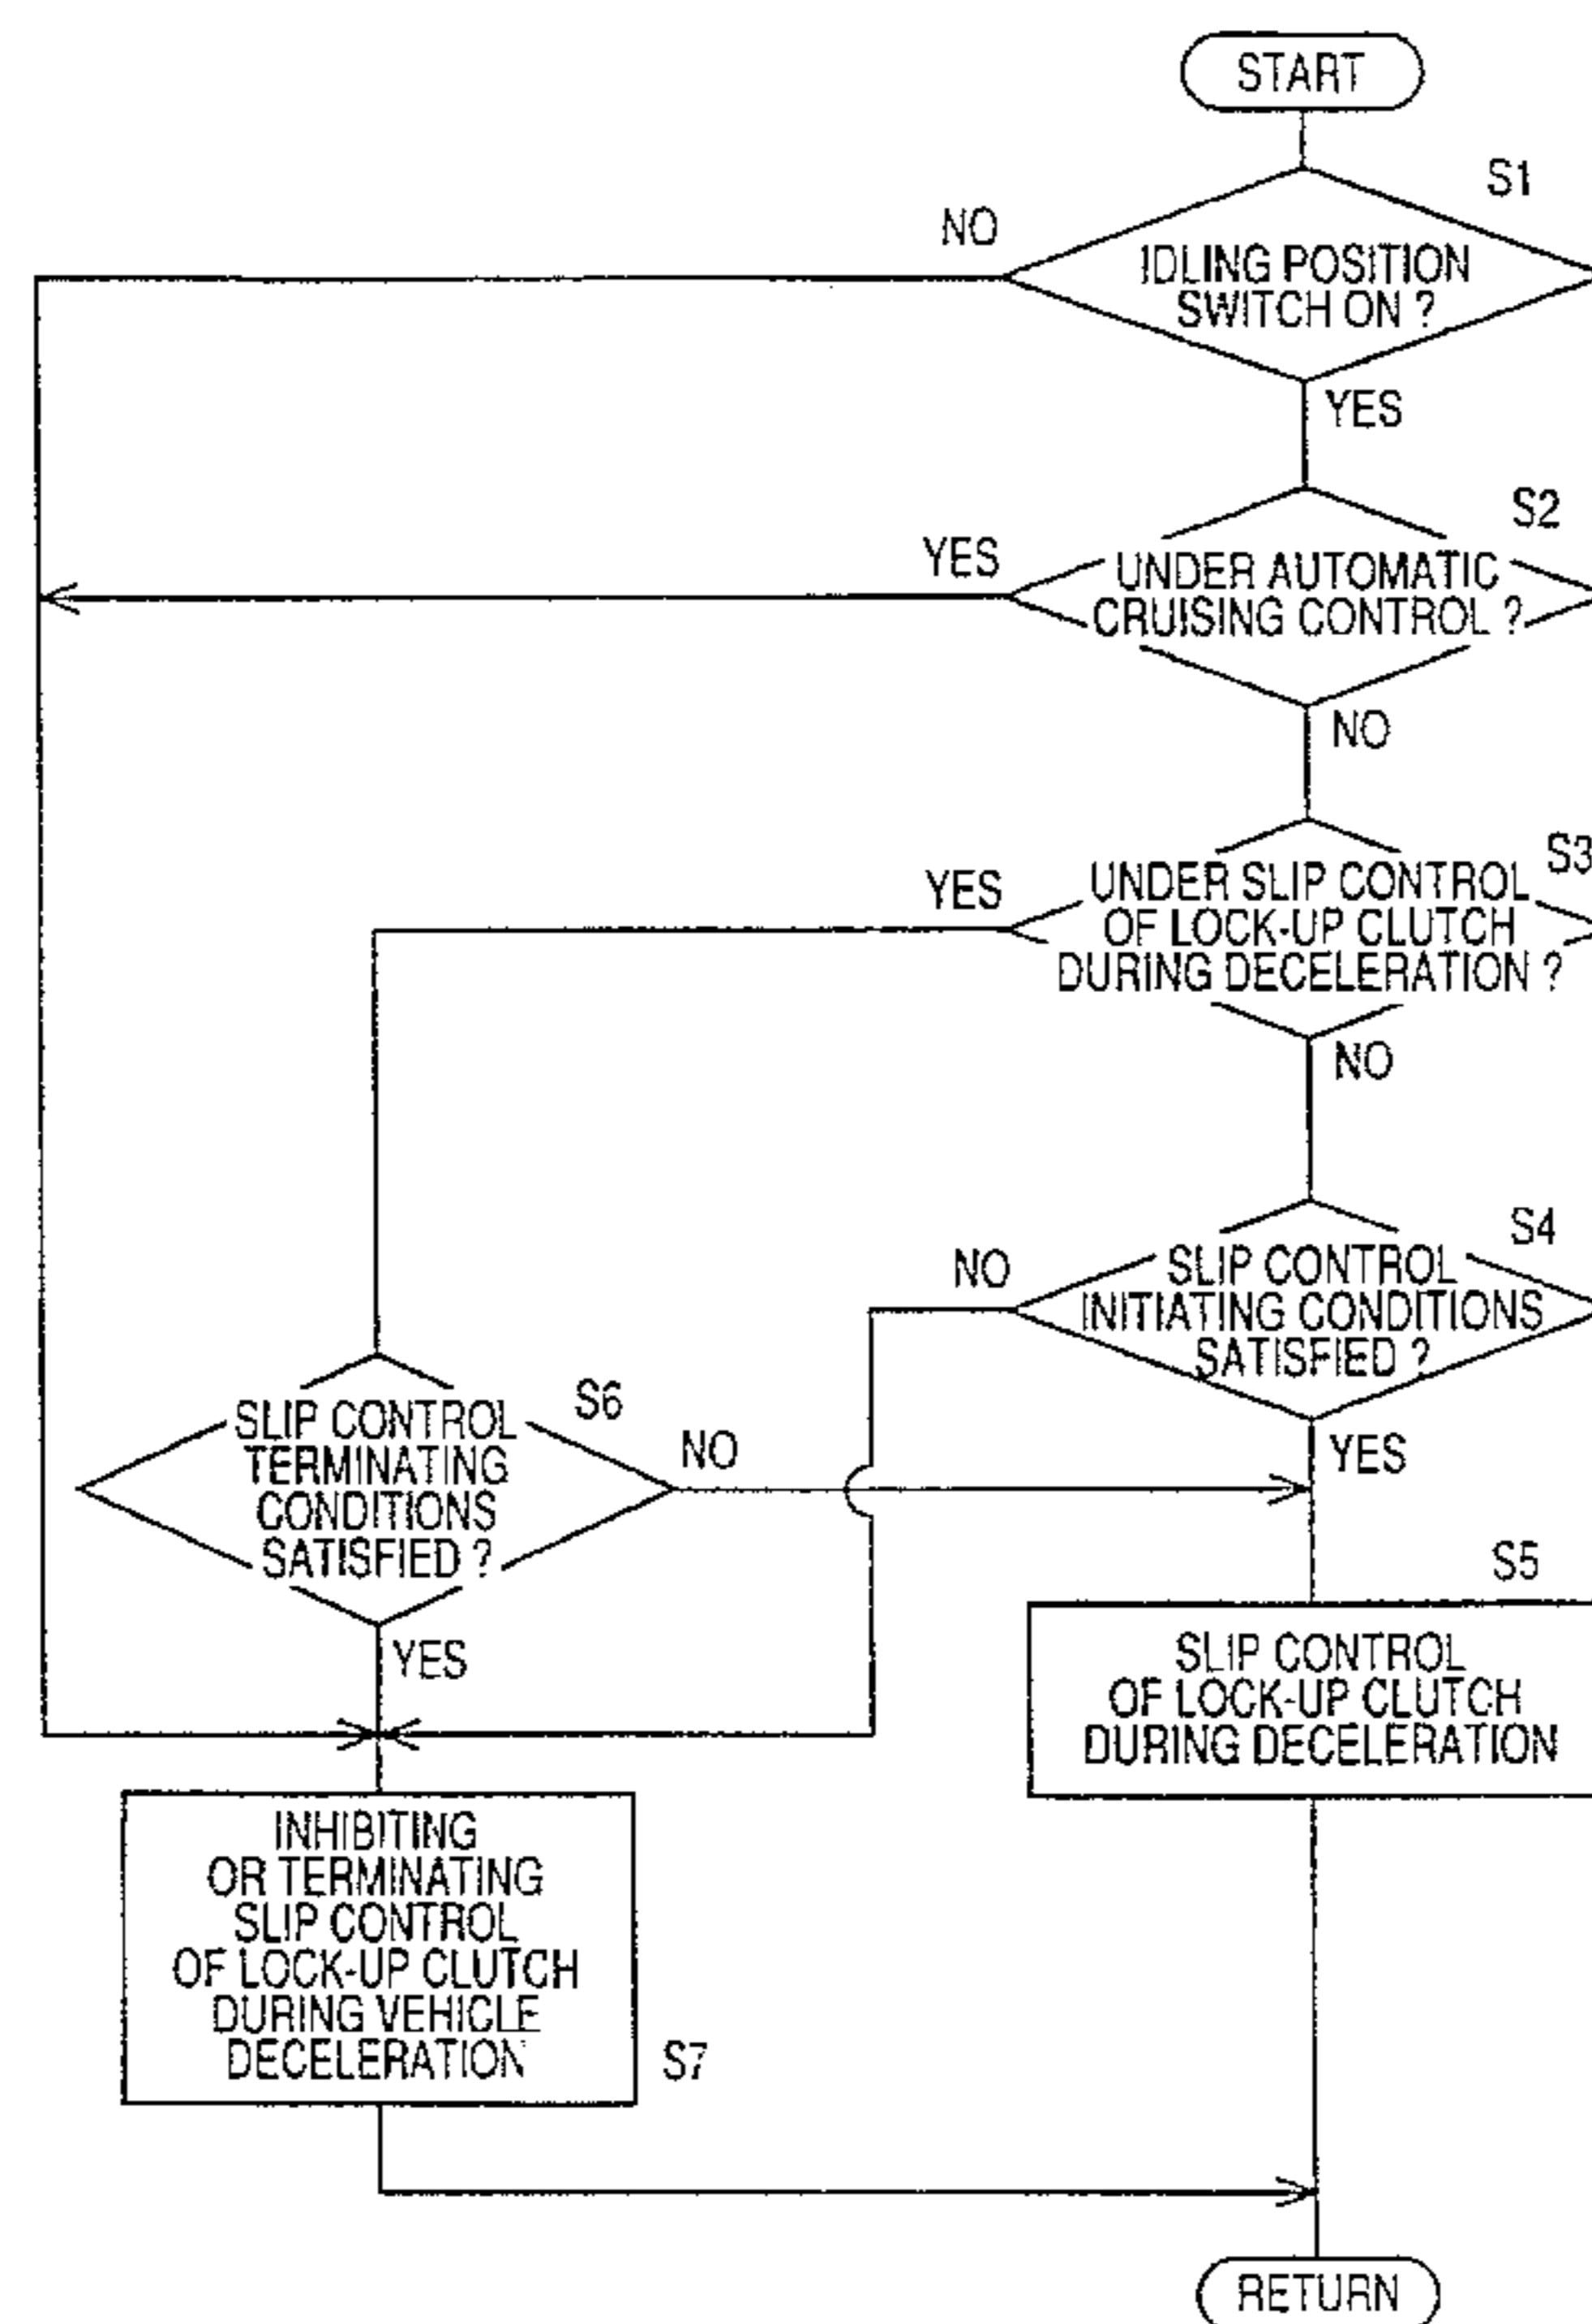 START
S1
NO
IDLING POSITION
SWITCH ON ?
YES
S2
YES
UNDER AUTOMATIC
CRUISING CONTROL ?
NO
S3
YES
UNDER SLIP CONTROL
OF LOCK-UP CLUTCH
DURING DECELERATION ?
NO
S4
NO
SLIP CONTROL
INITIATING CONDITIONS
SATISFIED ?
YES
S6
SLIP CONTROL
TERMINATING
CONDITIONS
SATISFIED ?
NO
YES
S5
SLIP CONTROL
OF LOCK-UP CLUTCH
DURING DECELERATION
INHIBITING
OR TERMINATING
SLIP CONTROL
OF LOCK-UP CLUTCH
DURING VEHICLE
DECELERATION
S7
RETURN